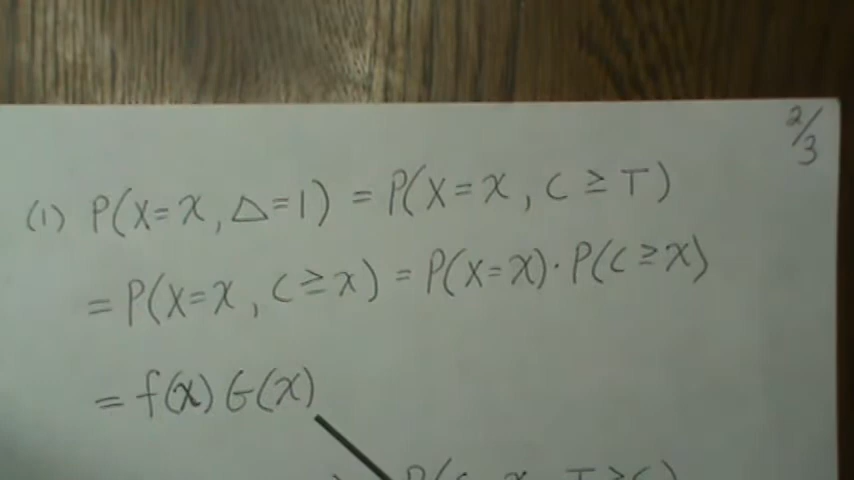 2/3
(1) P(X=x, Δ=1) = P(X=x, C ≥ T)
= P(X=x, C≥x) = P(X=x)·P(C≥x)
= f(x) G(x)
P(C=x, T≥C)